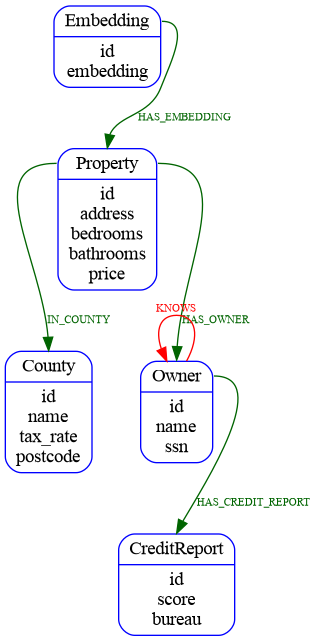 Embedding
id
embedding
HAS_EMBEDDING
Property
id
address
bedrooms
bathrooms
price
IN_COUNTY
KNOWS
HAS_OWNER
County
id
name
tax_rate
postcode
Owner
id
name
ssn
HAS_CREDIT_REPORT
CreditReport
id
score
bureau